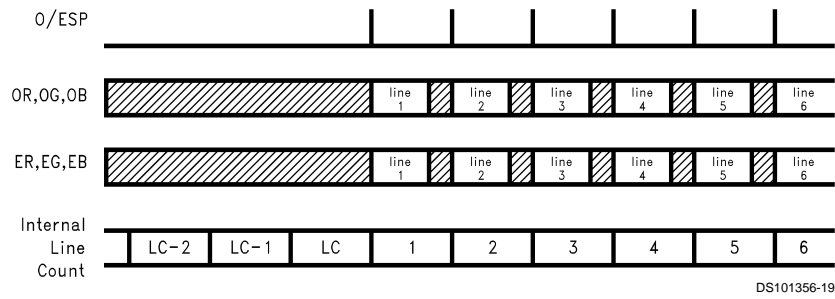 O/ESP
OR,OG,OB
line 1 line 2 line 3 line 4 line 5 line 6
ER,EG,EB
line 1 line 2 line 3 line 4 line 5 line 6
Internal
Line
Count
LC-2 LC-1 LC 1 2 3 4 5 6
DS101356-19